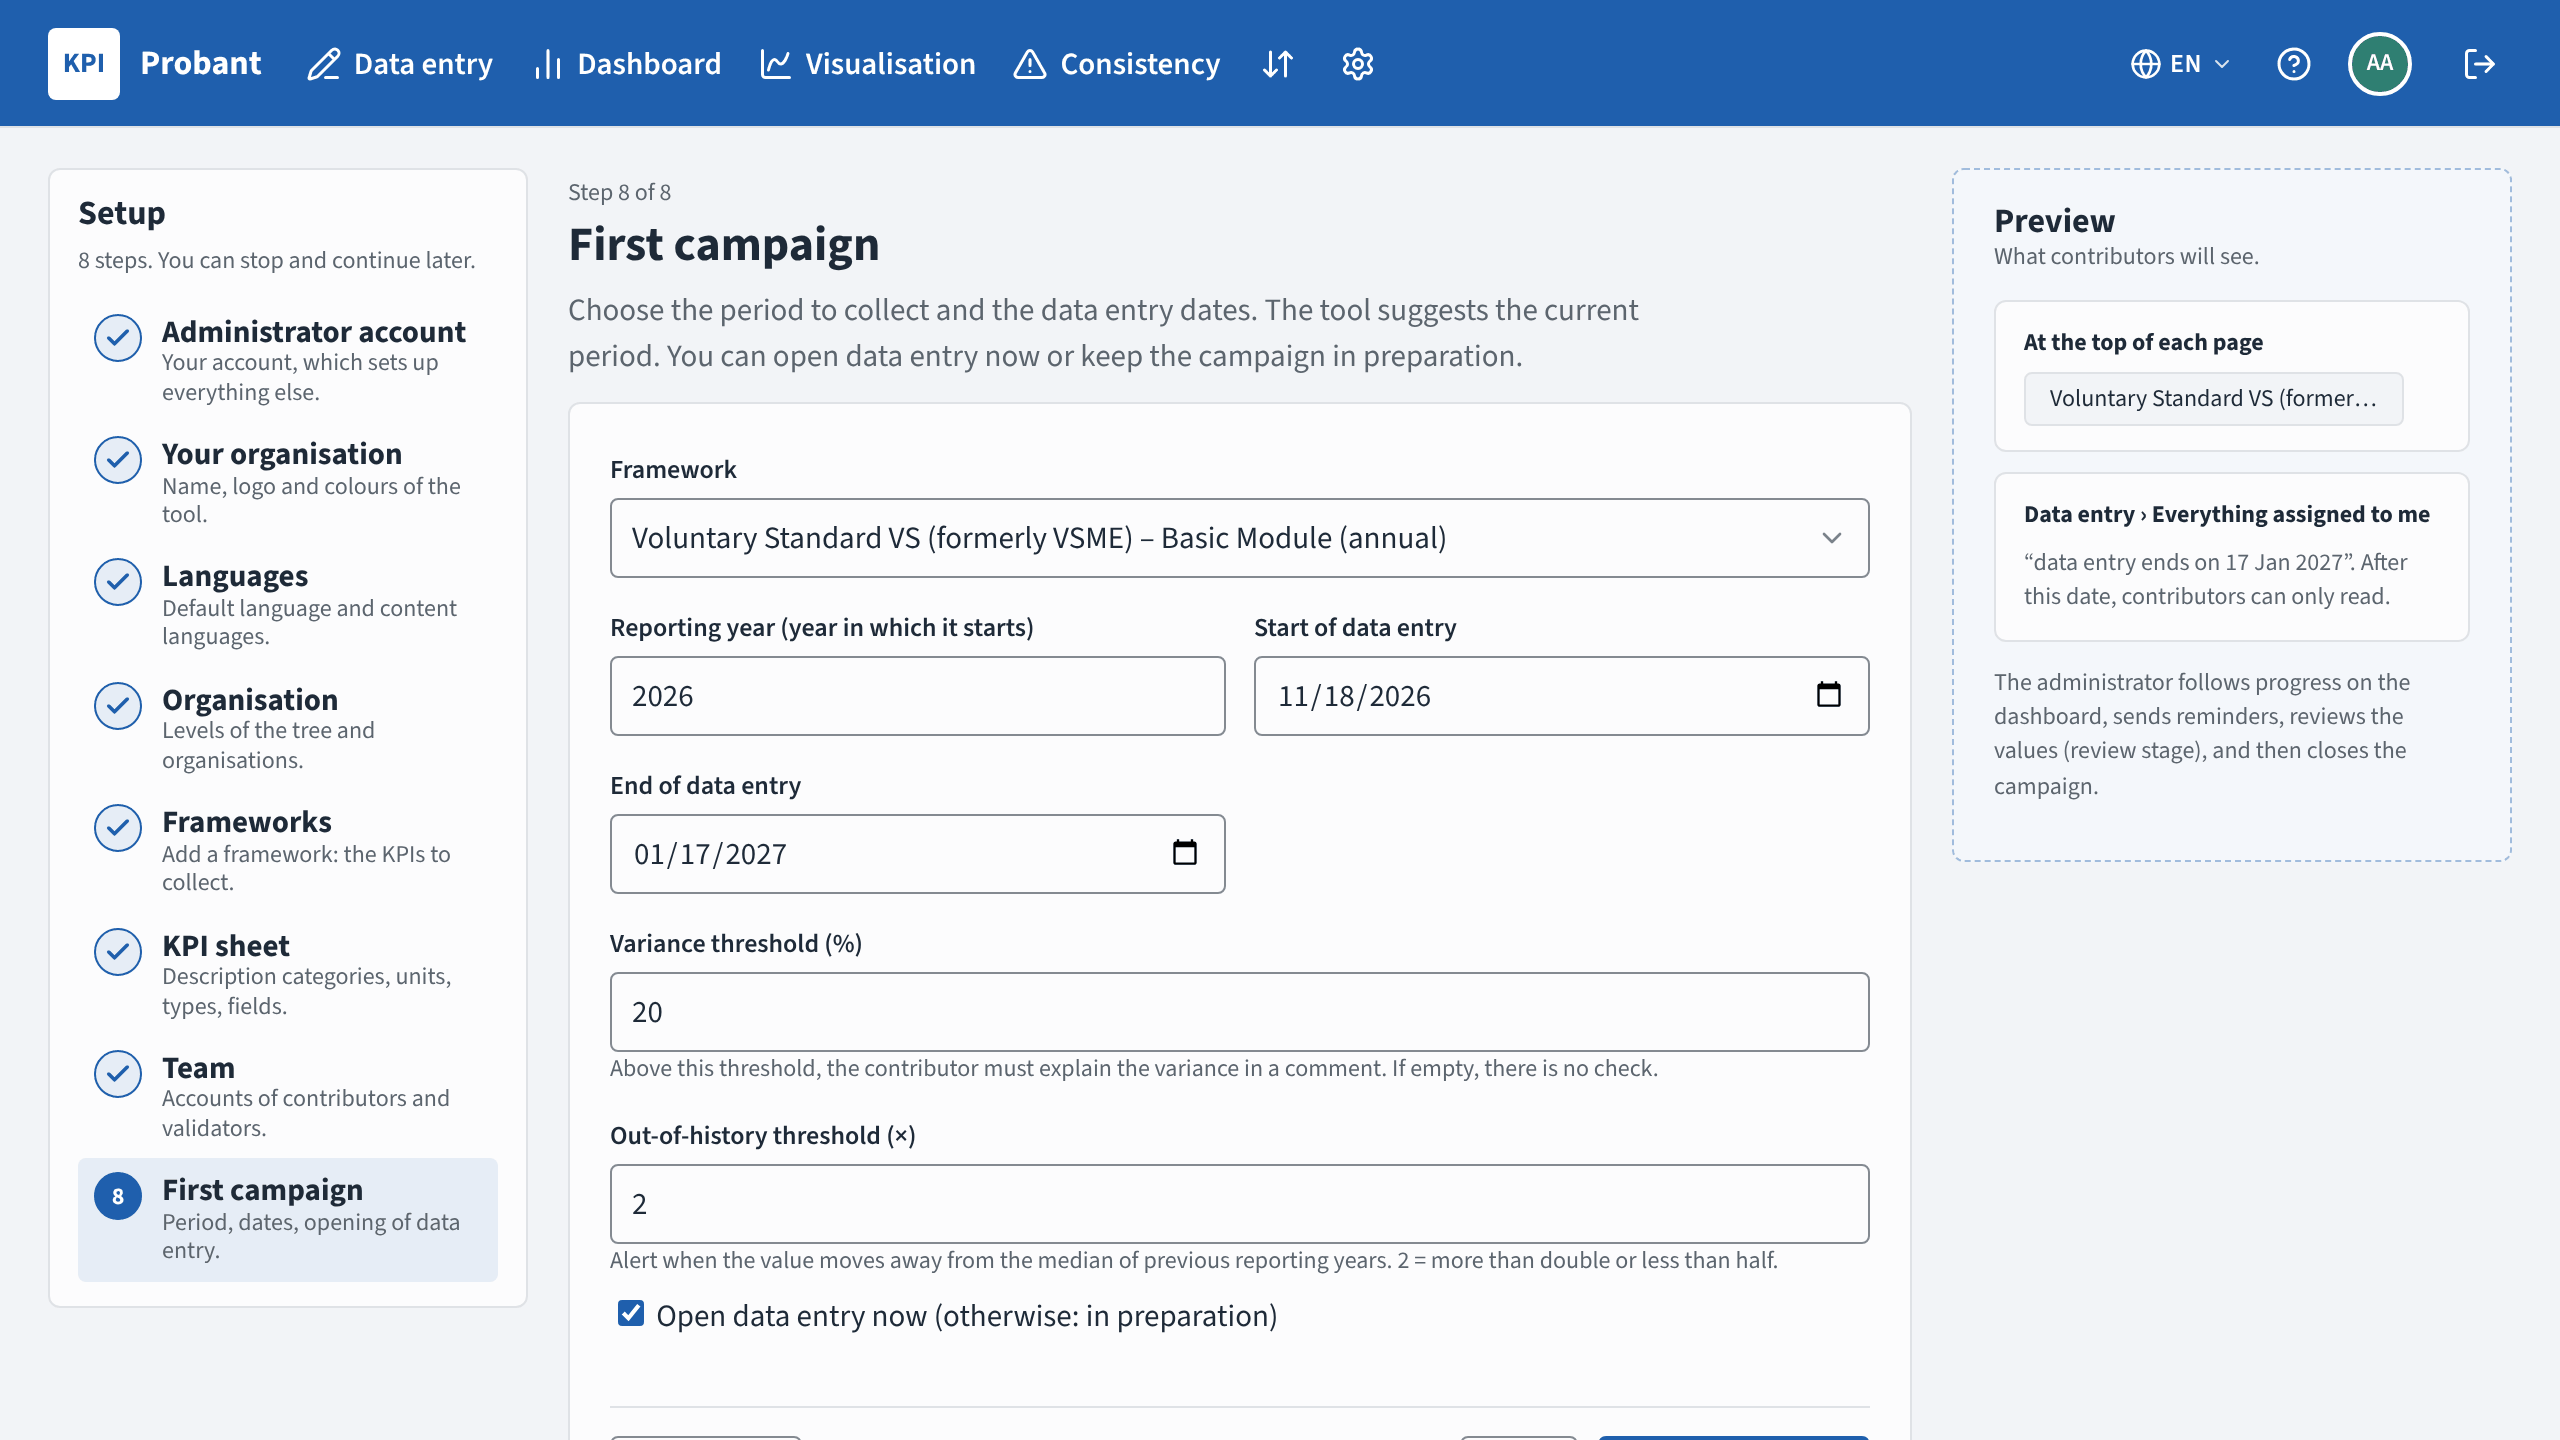 KPI Probant Data entry Dashboard Visualisation Consistency EN AA
Setup
8 steps. You can stop and continue later.
Administrator account
Your account, which sets up
everything else.
Your organisation
Name, logo and colours of the
tool.
Languages
Default language and content
languages.
Organisation
Levels of the tree and
organisations.
Frameworks
Add a framework: the KPIs to
collect.
KPI sheet
Description categories, units,
types, fields.
Team
Accounts of contributors and
validators.
8 First campaign
Period, dates, opening of data
entry.
Step 8 of 8
First campaign
Choose the period to collect and the data entry dates. The tool suggests the current
period. You can open data entry now or keep the campaign in preparation.
Framework
Voluntary Standard VS (formerly VSME) – Basic Module (annual)
Reporting year (year in which it starts)
2026
Start of data entry
11/18/2026
End of data entry
01/17/2027
Variance threshold (%)
20
Above this threshold, the contributor must explain the variance in a comment. If empty, there is no check.
Out-of-history threshold (×)
2
Alert when the value moves away from the median of previous reporting years. 2 = more than double or less than half.
Open data entry now (otherwise: in preparation)
Preview
What contributors will see.
At the top of each page
Voluntary Standard VS (former…
Data entry › Everything assigned to me
“data entry ends on 17 Jan 2027”. After
this date, contributors can only read.
The administrator follows progress on the
dashboard, sends reminders, reviews the
values (review stage), and then closes the
campaign.